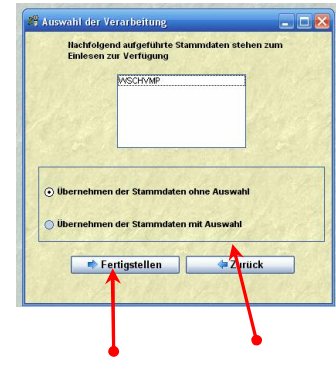 Auswahl der Verarbeitung
Nachfolgend aufgeführte Stammdaten stehen zum
Einlesen zur Verfügung
WSCHVMP
Übernehmen der Stammdaten ohne Auswahl
Übernehmen der Stammdaten mit Auswahl
Fertigstellen
Zurück